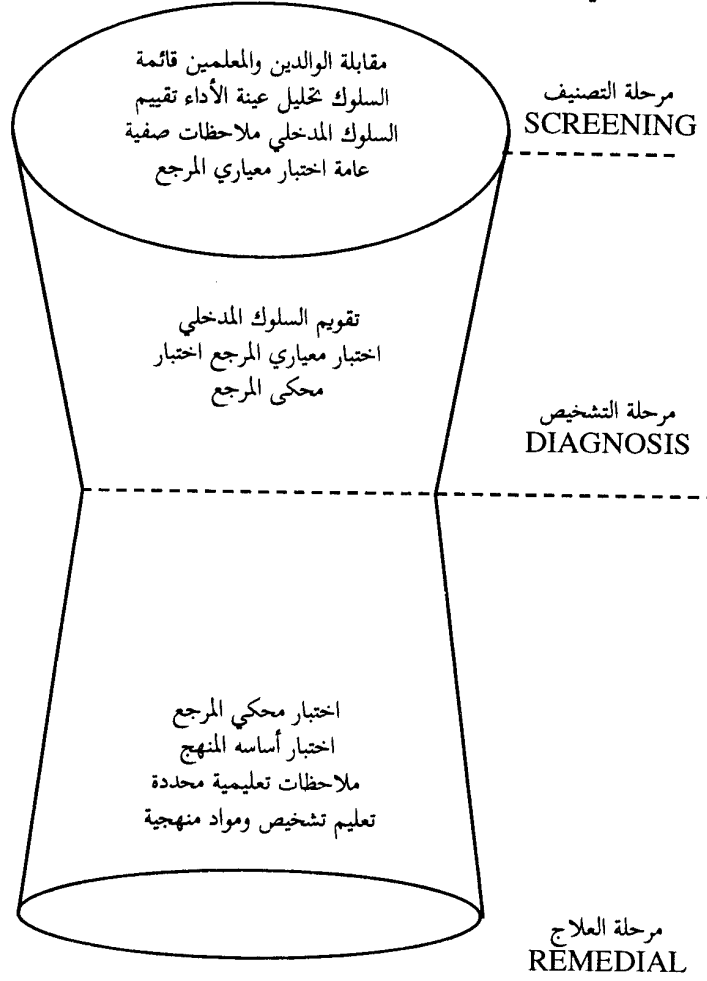 مقابلة الوالدين والمعلمين قائمة
السلوك تحليل عينة الأداء تقييم
السلوك المدخلي ملاحظات صفية
عامة اختبار معياري المرجع
مرحلة التصنيف
SCREENING
تقويم السلوك المدخلي
اختبار معياري المرجع اختبار
محكى المرجع
مرحلة التشخيص
DIAGNOSIS
اختبار محكي المرجع
اختبار أساسه المنهج
ملاحظات تعليمية محددة
تعليم تشخيص ومواد منهجية
مرحلة العلاج
REMEDIAL